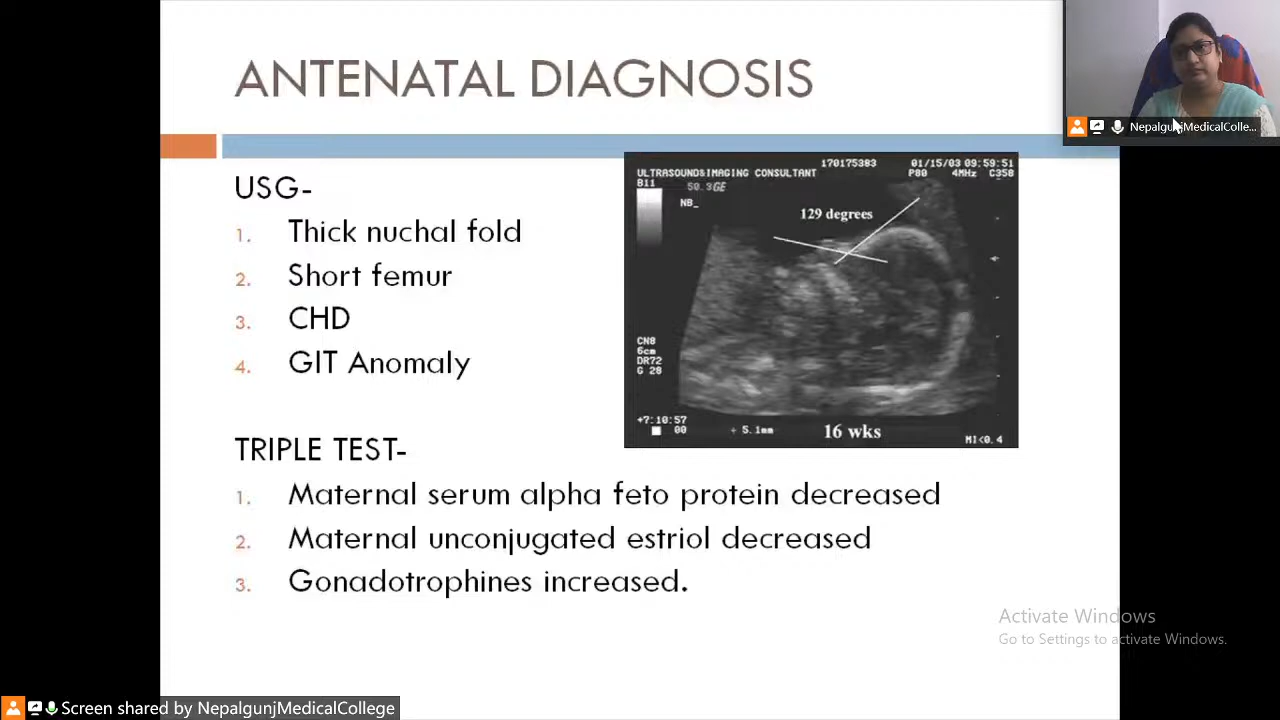 ANTENATAL DIAGNOSIS
NepalgunjMedicalColle...
USG-
1. Thick nuchal fold
2. Short femur
3. CHD
4. GIT Anomaly
170175383 01/15/03 09:59:51
ULTRASOUND&IMAGING CONSULTANT P80 4MHz C358
B11 50.3GE
NB_
129 degrees
CN8
6cm
DR72
G 28
+7:10:57
00 + 5.1mm 16 wks MI<0.4
TRIPLE TEST-
1. Maternal serum alpha feto protein decreased
2. Maternal unconjugated estriol decreased
3. Gonadotrophines increased.
Activate Windows
Go to Settings to activate Windows.
Screen shared by NepalgunjMedicalCollege